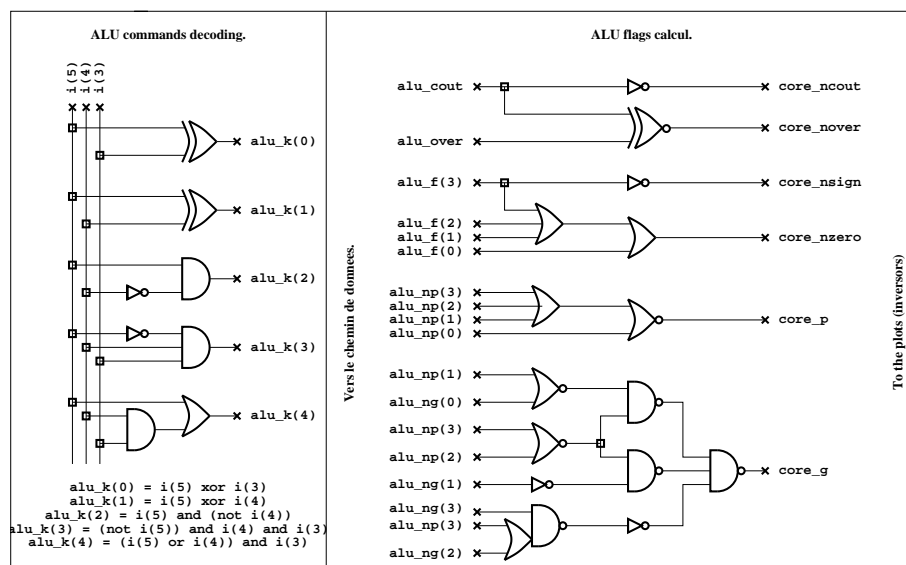 ALU commands decoding.
i(5)
i(4)
i(3)
alu_k(0)
alu_k(1)
alu_k(2)
alu_k(3)
alu_k(4)
alu_k(0) = i(5) xor i(3)
alu_k(1) = i(5) xor i(4)
alu_k(2) = i(5) and (not i(4))
alu_k(3) = (not i(5)) and i(4) and i(3)
alu_k(4) = (i(5) or i(4)) and i(3)
Vers le chemin de donnees.
ALU flags calcul.
alu_cout
core_ncout
core_nover
alu_over
alu_f(3)
core_nsign
alu_f(2)
alu_f(1)
core_nzero
alu_f(0)
alu_np(3)
alu_np(2)
alu_np(1)
core_p
alu_np(0)
alu_np(1)
alu_ng(0)
alu_np(3)
alu_np(2)
core_g
alu_ng(1)
alu_ng(3)
alu_np(3)
alu_ng(2)
To the plots (inversors)